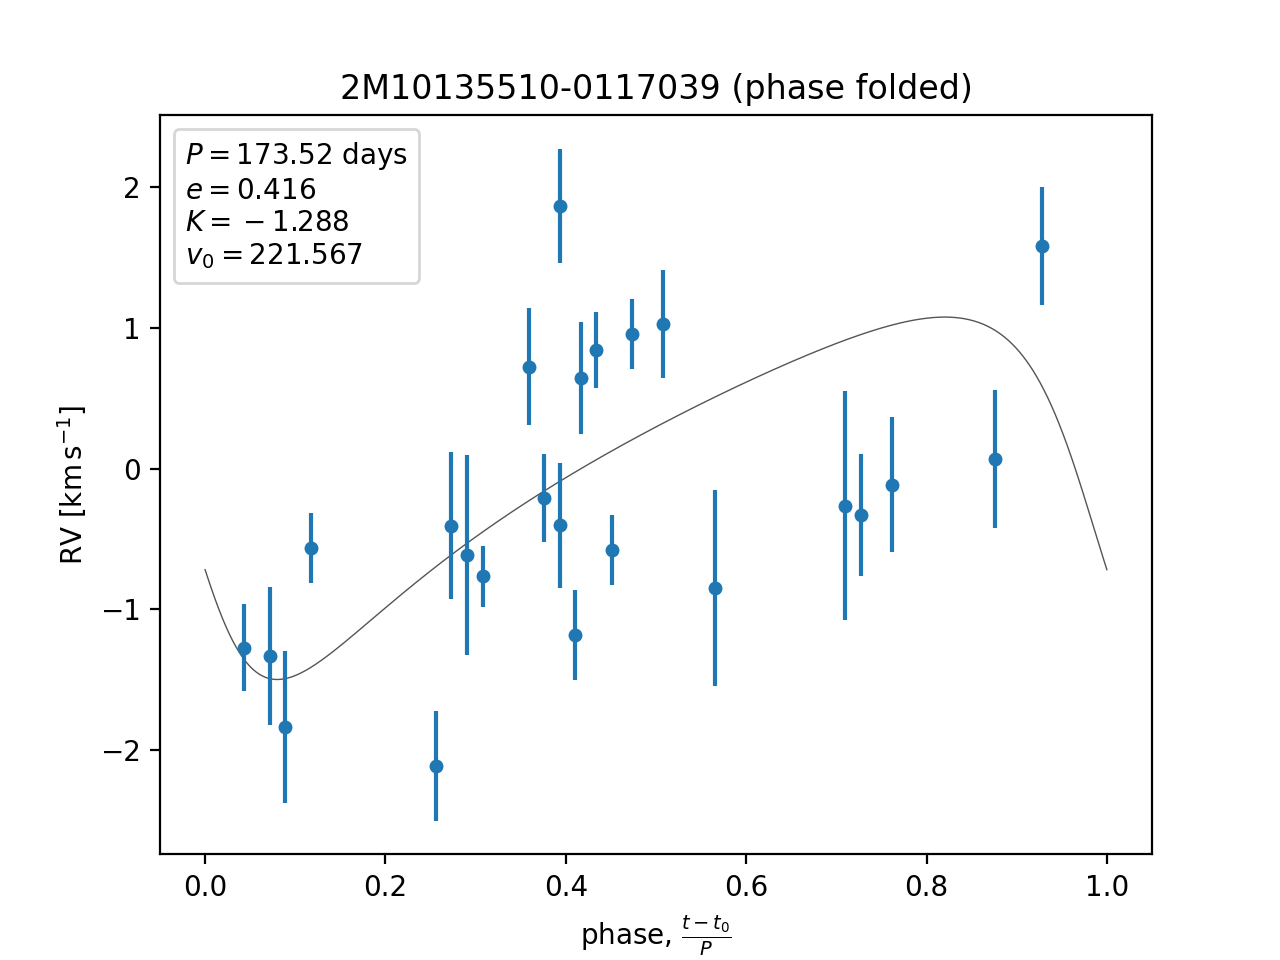 2M10135510-0117039 (phase folded)
P = 173.52 days
e = 0.416
K = −1.288
v₀ = 221.567
2
1
0
−1
−2
RV [km s⁻¹]
0.0 0.2 0.4 0.6 0.8 1.0
phase, (t − t₀)/P